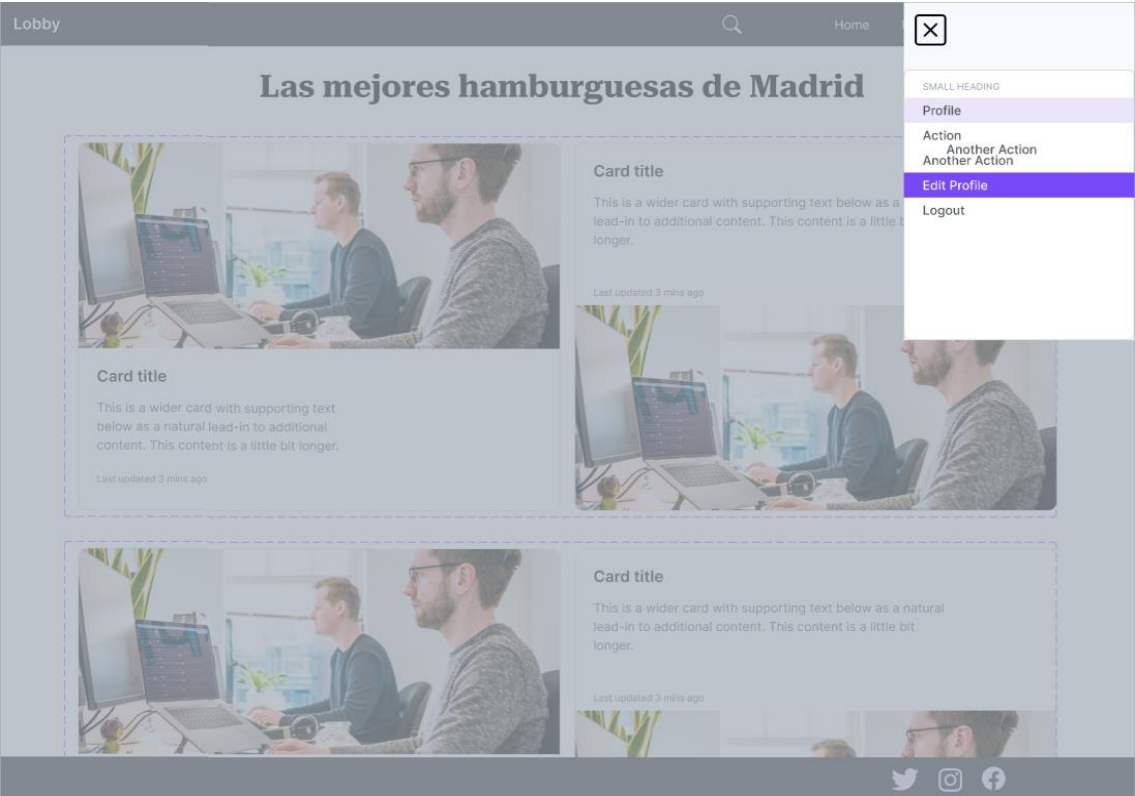 Lobby
Home
Las mejores hamburguesas de Madrid
SMALL HEADING
Profile
Action
Another Action
Another Action
Edit Profile
Logout
Card title
This is a wider card with supporting text
below as a natural lead-in to additional
content. This content is a little bit longer.
Last updated 3 mins ago
Card title
This is a wider card with supporting text below as a
lead-in to additional content. This content is a little
longer.
Last updated 3 mins ago
Card title
This is a wider card with supporting text below as a natural
lead-in to additional content. This content is a little bit
longer.
Last updated 3 mins ago